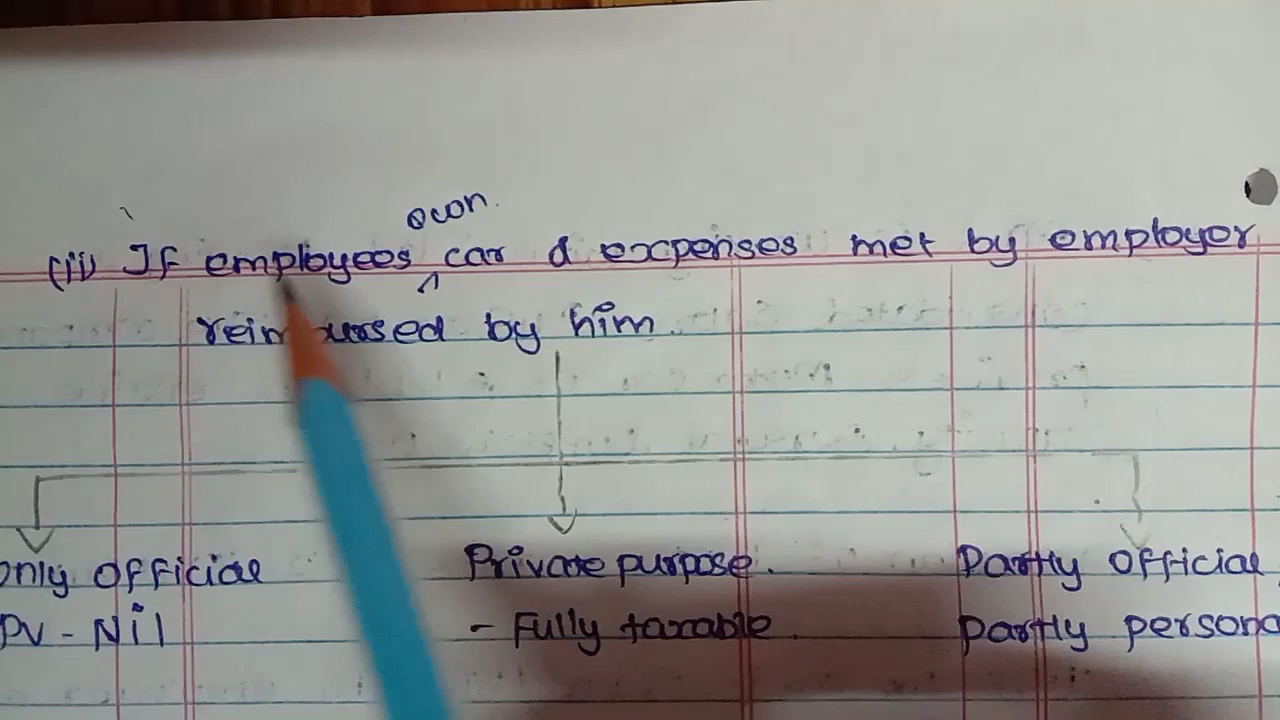 own
(ii) If employees car & expenses met by employer
reimbursed by him.
only official Private purpose. Partly official,
PV - Nil - Fully taxable. partly persona